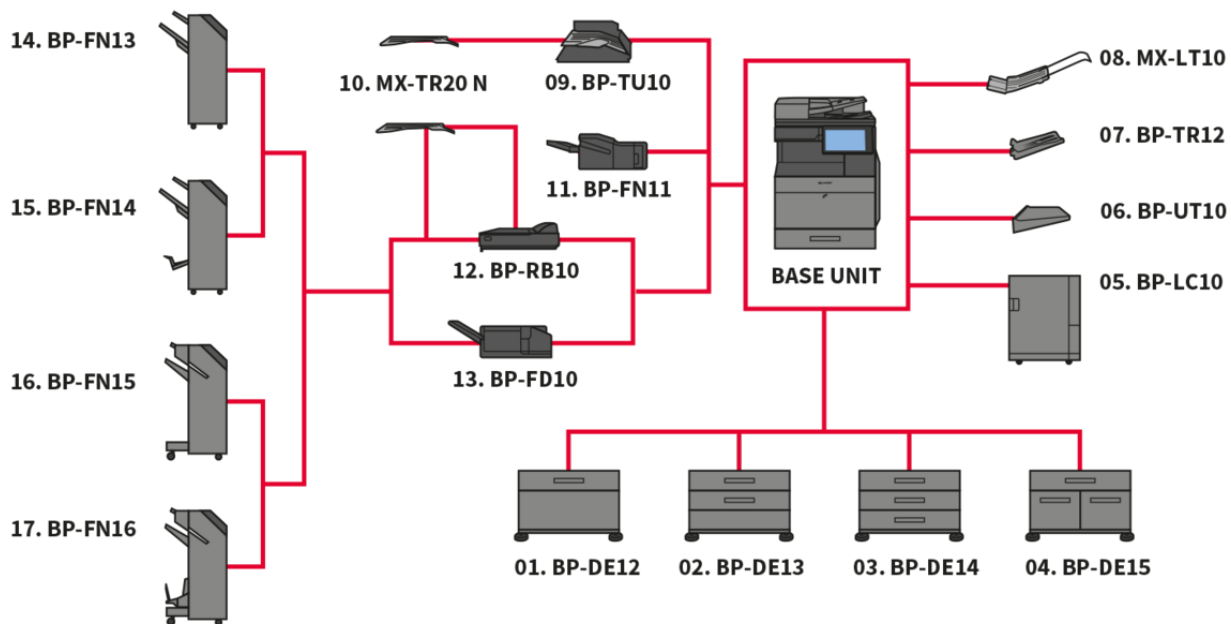 14. BP-FN13
10. MX-TR20 N
09. BP-TU10
08. MX-LT10
07. BP-TR12
11. BP-FN11
15. BP-FN14
06. BP-UT10
12. BP-RB10
BASE UNIT
05. BP-LC10
16. BP-FN15
13. BP-FD10
17. BP-FN16
01. BP-DE12
02. BP-DE13
03. BP-DE14
04. BP-DE15